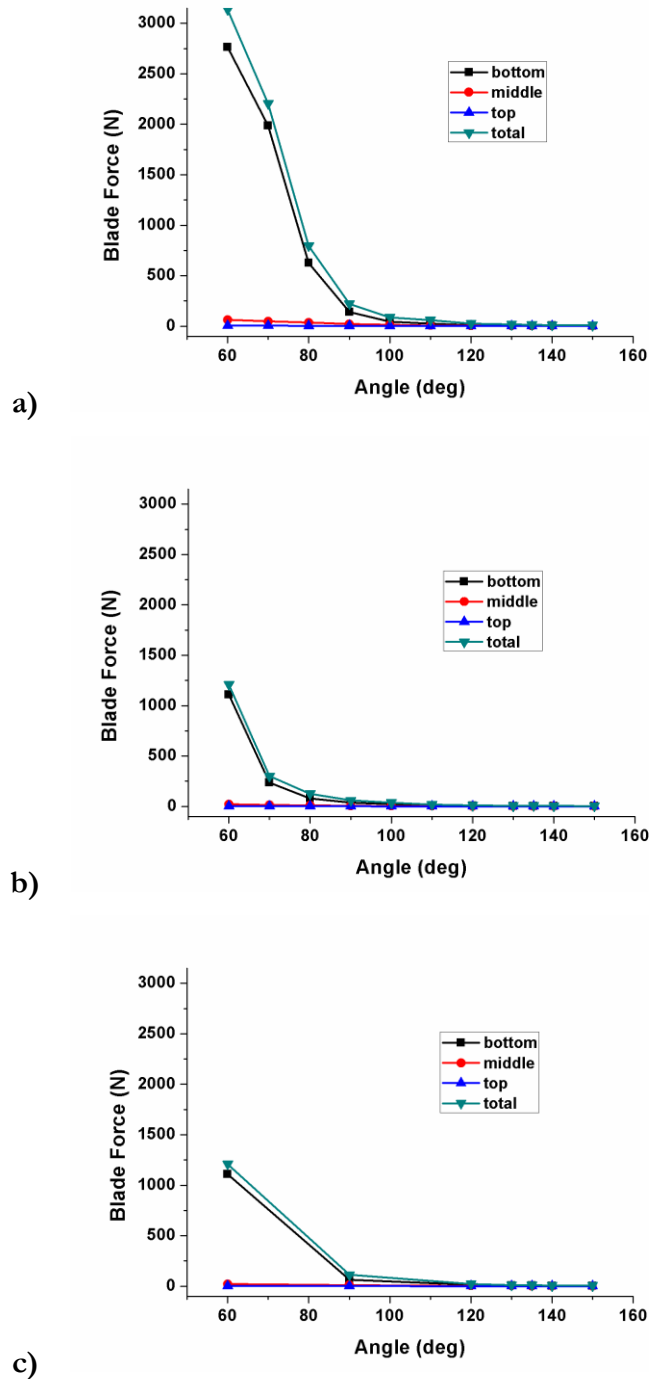 3000
2500
2000
1500
1000
500
0
Blade Force (N)
bottom
middle
top
total
60 80 100 120 140 160
Angle (deg)
a)
3000
2500
2000
1500
1000
500
0
Blade Force (N)
bottom
middle
top
total
60 80 100 120 140 160
Angle (deg)
b)
3000
2500
2000
1500
1000
500
0
Blade Force (N)
bottom
middle
top
total
60 80 100 120 140 160
Angle (deg)
c)